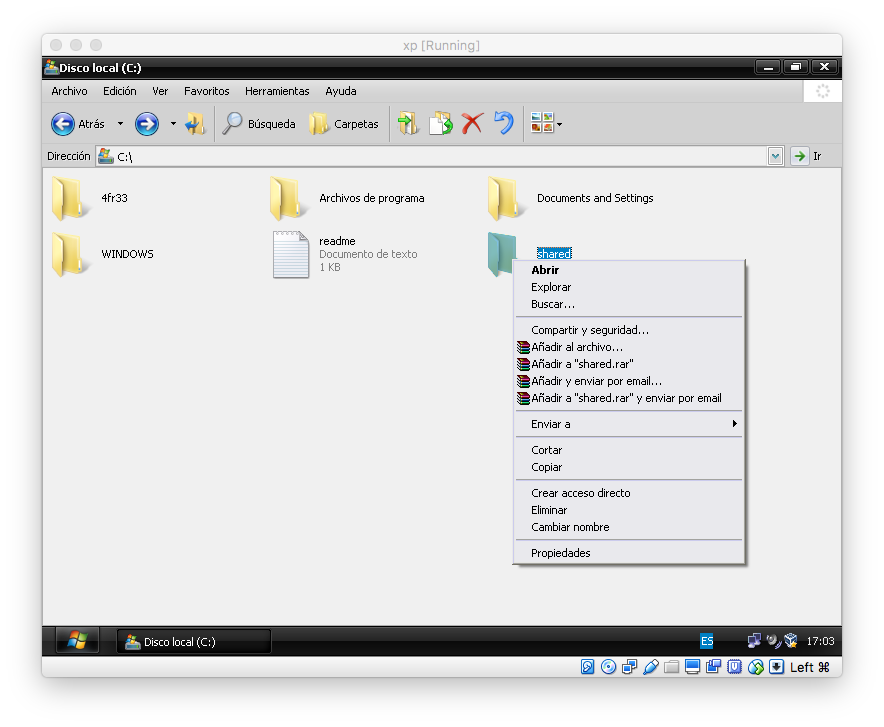 xp [Running]
Disco local (C:)
Archivo Edición Ver Favoritos Herramientas Ayuda
Atrás Búsqueda Carpetas
Dirección C:\ Ir
4fr33 Archivos de programa Documents and Settings
WINDOWS readme shared
Documento de texto
1 KB
Abrir
Explorar
Buscar...
Compartir y seguridad...
Añadir al archivo...
Añadir a "shared.rar"
Añadir y enviar por email...
Añadir a "shared.rar" y enviar por email
Enviar a
Cortar
Copiar
Crear acceso directo
Eliminar
Cambiar nombre
Propiedades
Disco local (C:) ES 17:03
Left ⌘